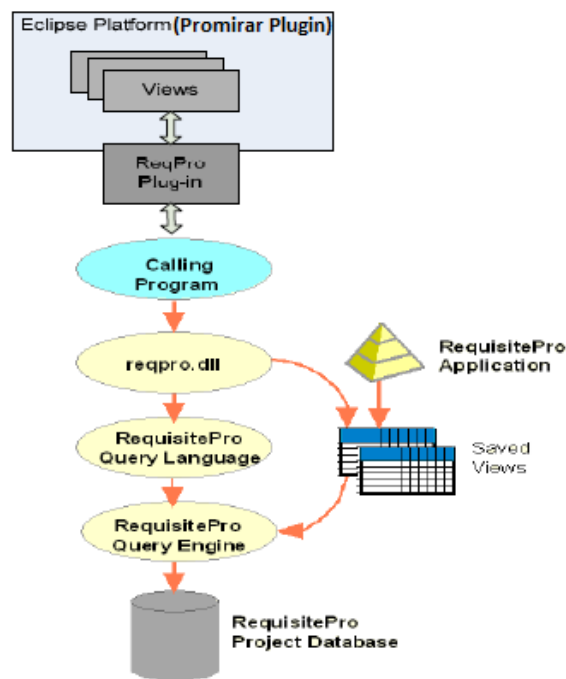 Eclipse Platform(Promirar Plugin)
Views
ReqPro
Plug-in
Calling
Program
reqpro.dll
RequisitePro
Application
RequisitePro
Query Language
Saved
Views
RequisitePro
Query Engine
RequisitePro
Project Database